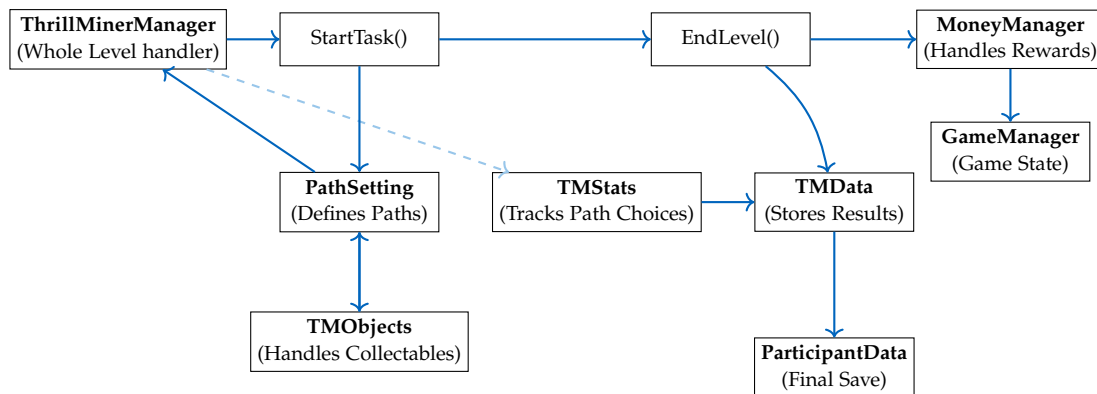 ThrillMinerManager
(Whole Level handler)
StartTask()
EndLevel()
MoneyManager
(Handles Rewards)
GameManager
(Game State)
PathSetting
(Defines Paths)
TMStats
(Tracks Path Choices)
TMData
(Stores Results)
TMObjects
(Handles Collectables)
ParticipantData
(Final Save)